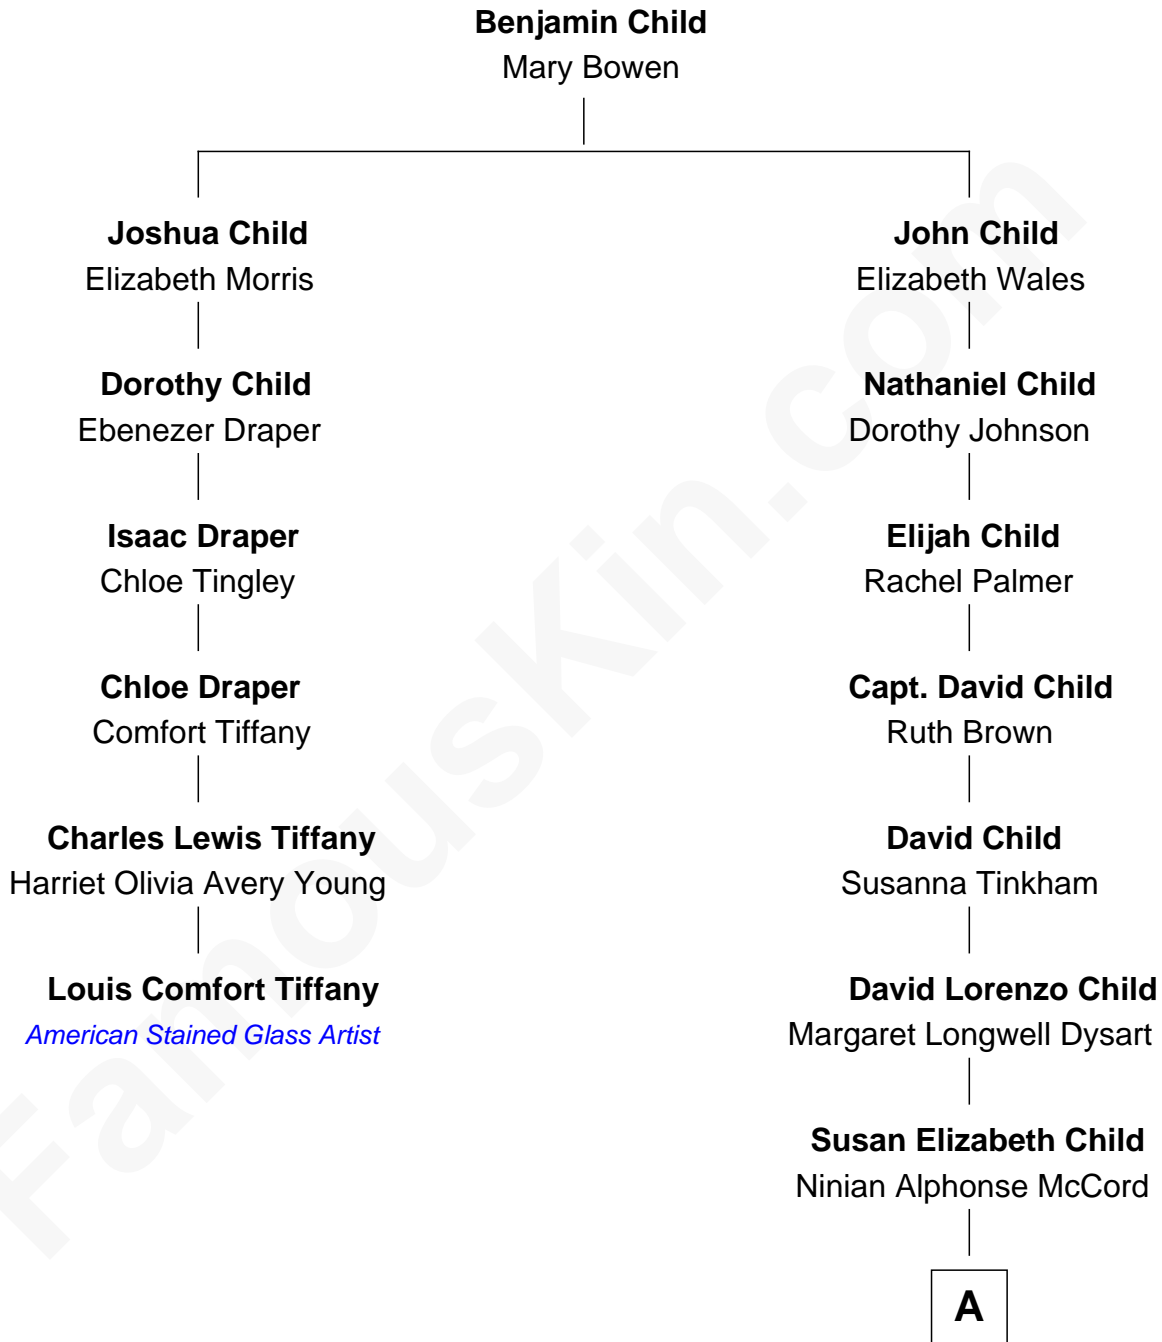 Benjamin Child
Mary Bowen
Joshua Child
Elizabeth Morris
Dorothy Child
Ebenezer Draper
Isaac Draper
Chloe Tingley
Chloe Draper
Comfort Tiffany
Charles Lewis Tiffany
Harriet Olivia Avery Young
Louis Comfort Tiffany
American Stained Glass Artist
John Child
Elizabeth Wales
Nathaniel Child
Dorothy Johnson
Elijah Child
Rachel Palmer
Capt. David Child
Ruth Brown
David Child
Susanna Tinkham
David Lorenzo Child
Margaret Longwell Dysart
Susan Elizabeth Child
Ninian Alphonse McCord
A
FamousKin.com